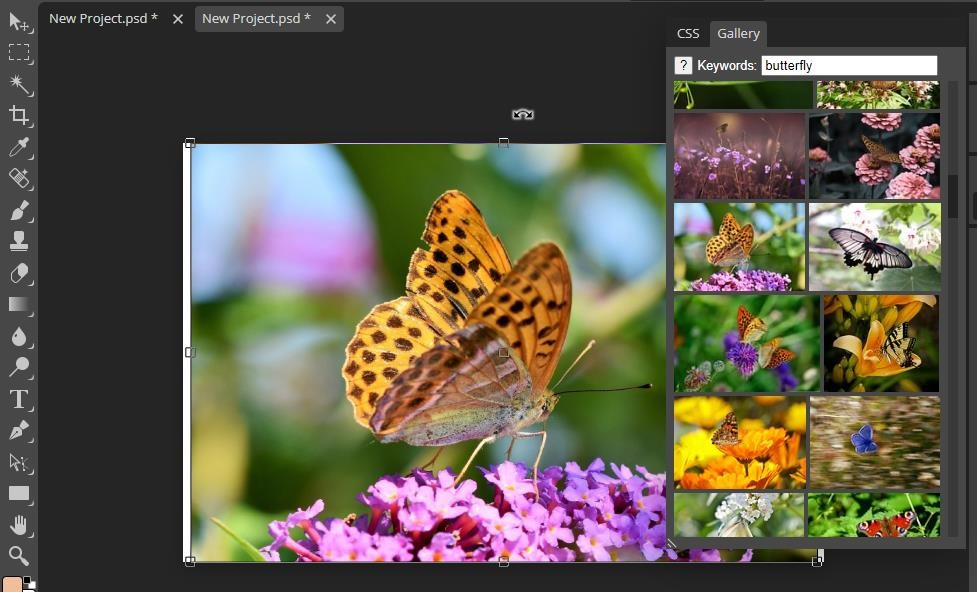 New Project.psd *
New Project.psd *
CSS Gallery
? Keywords: butterfly
T